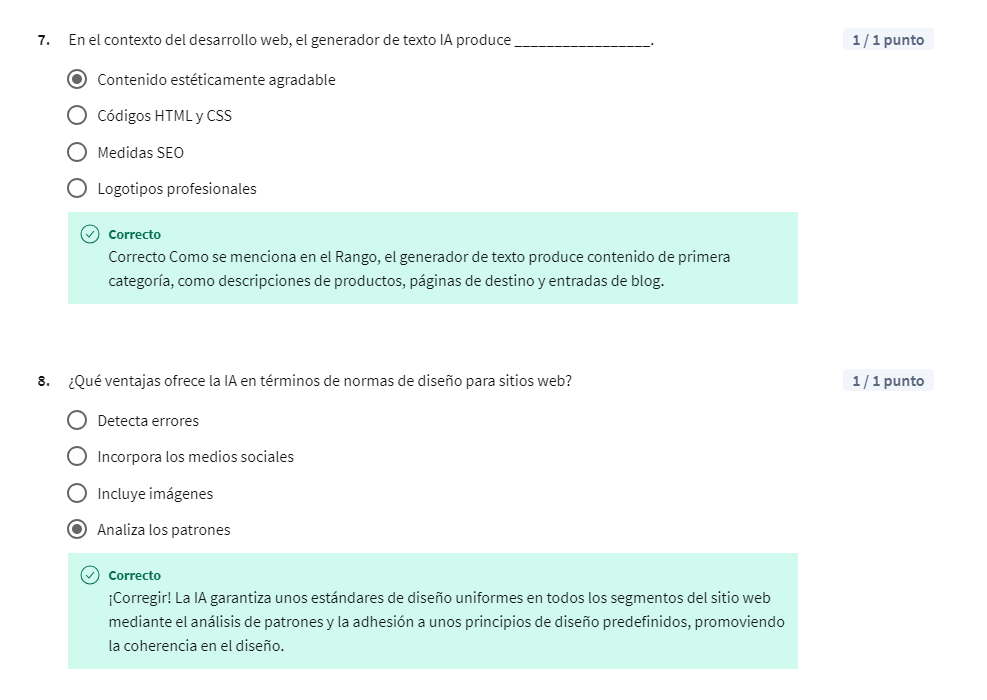 7. En el contexto del desarrollo web, el generador de texto IA produce _________________. 1 / 1 punto
Contenido estéticamente agradable
Códigos HTML y CSS
Medidas SEO
Logotipos profesionales
Correcto
Correcto Como se menciona en el Rango, el generador de texto produce contenido de primera
categoría, como descripciones de productos, páginas de destino y entradas de blog.
8. ¿Qué ventajas ofrece la IA en términos de normas de diseño para sitios web? 1 / 1 punto
Detecta errores
Incorpora los medios sociales
Incluye imágenes
Analiza los patrones
Correcto
¡Corregir! La IA garantiza unos estándares de diseño uniformes en todos los segmentos del sitio web
mediante el análisis de patrones y la adhesión a unos principios de diseño predefinidos, promoviendo
la coherencia en el diseño.